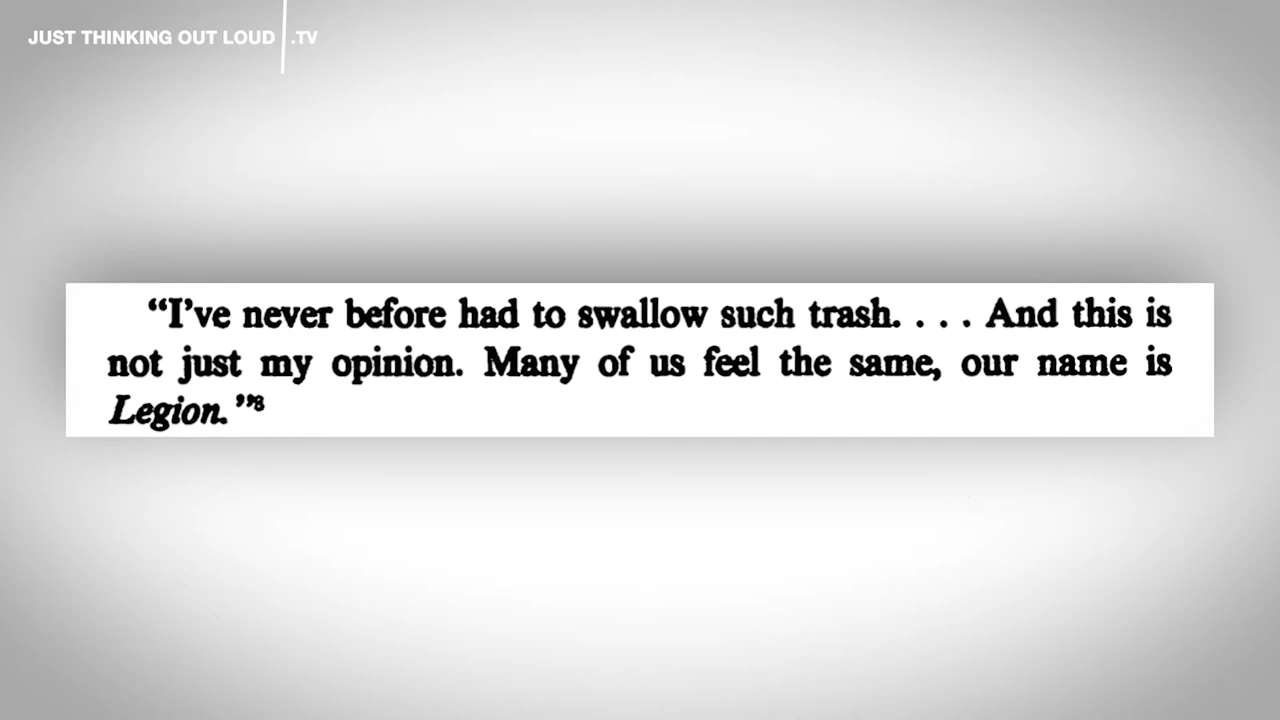 JUST THINKING OUT LOUD .TV
“I’ve never before had to swallow such trash. . . . And this is
not just my opinion. Many of us feel the same, our name is
Legion.”8